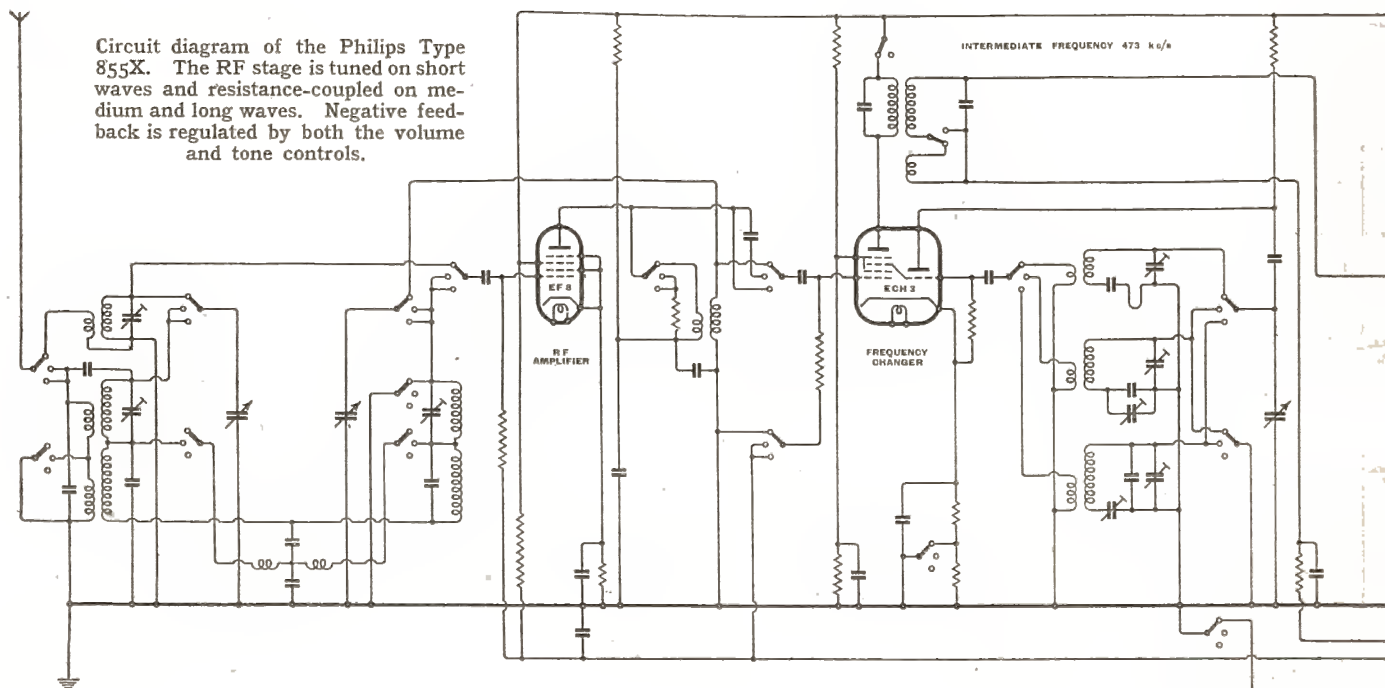 Circuit diagram of the Philips Type
855X. The RF stage is tuned on short
waves and resistance-coupled on me-
dium and long waves. Negative feed-
back is regulated by both the volume
and tone controls.
INTERMEDIATE FREQUENCY 473 kc/s
EF 8
RF
AMPLIFIER
ECH 3
FREQUENCY
CHANGER